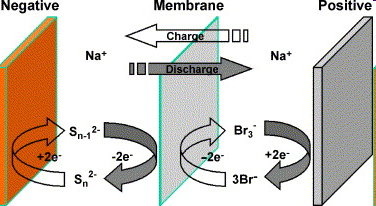 Negative Membrane Positive
Charge
Na⁺ Na⁺
Discharge
Sₙ₋₁²⁻ Br₃⁻
+2e⁻ -2e⁻ –2e⁻ +2e⁻
Sₙ²⁻ 3Br⁻